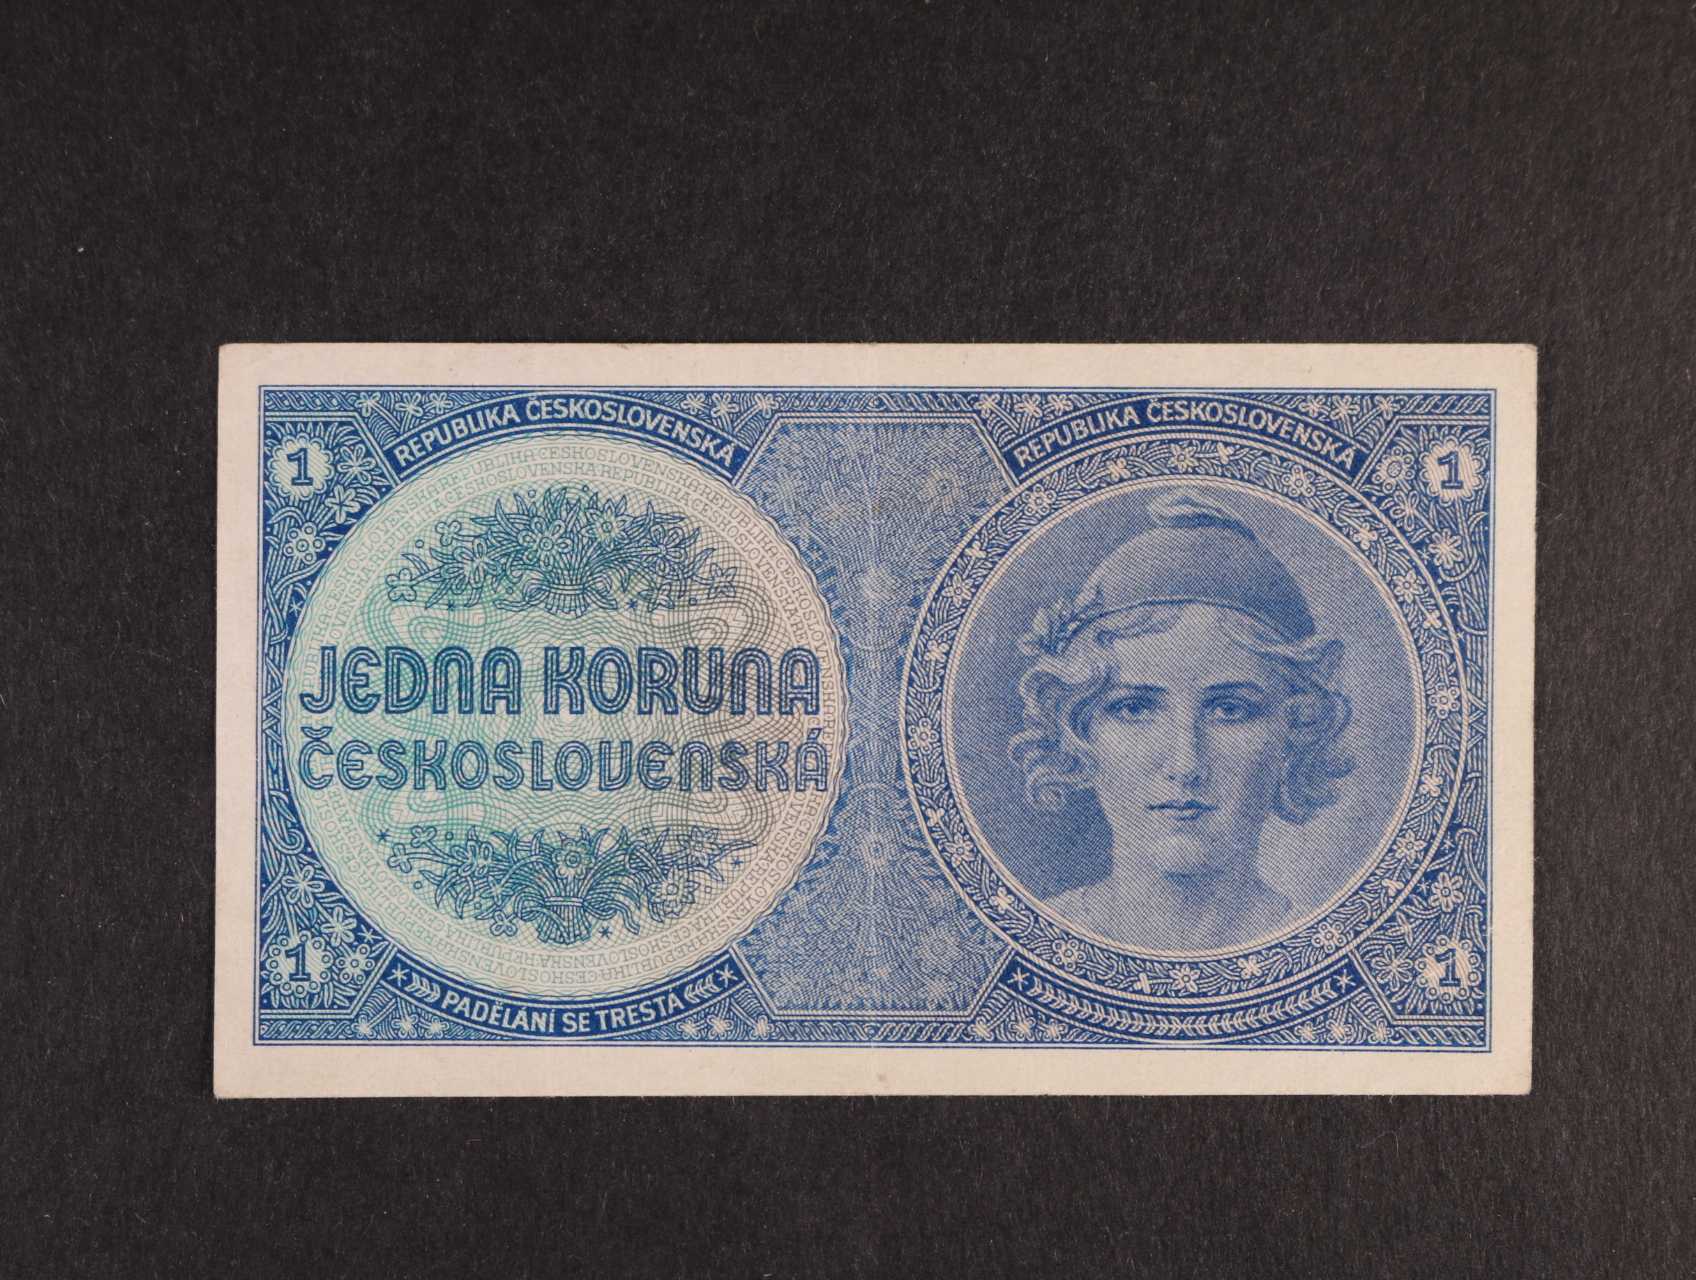 REPUBLIKA ČESKOSLOVENSKÁ
REPUBLIKA ČESKOSLOVENSKÁ
1
1
JEDNA KORUNA
ČESKOSLOVENSKÁ
1
1
PADĚLÁNÍ SE TRESTÁ